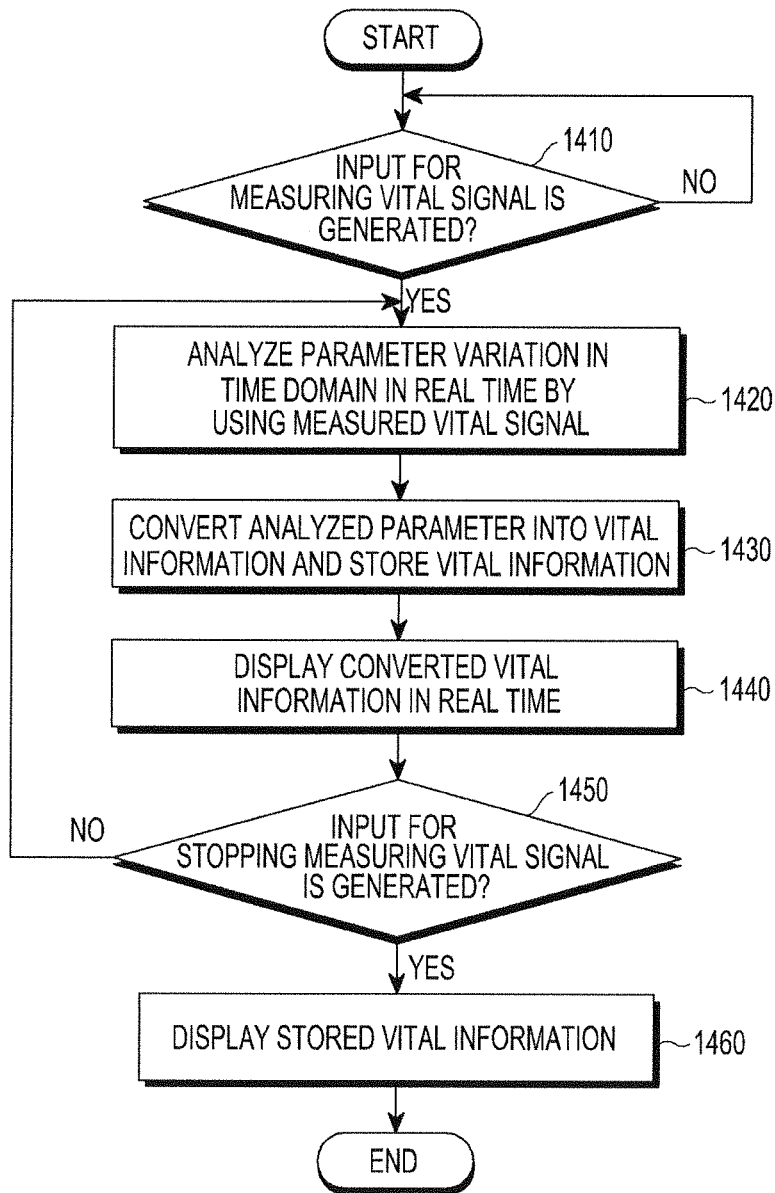 START
1410
INPUT FOR
MEASURING VITAL SIGNAL IS
GENERATED?
NO
YES
ANALYZE PARAMETER VARIATION IN
TIME DOMAIN IN REAL TIME BY
USING MEASURED VITAL SIGNAL
1420
CONVERT ANALYZED PARAMETER INTO VITAL
INFORMATION AND STORE VITAL INFORMATION
1430
DISPLAY CONVERTED VITAL
INFORMATION IN REAL TIME
1440
1450
NO
INPUT FOR
STOPPING MEASURING VITAL SIGNAL
IS GENERATED?
YES
DISPLAY STORED VITAL INFORMATION
1460
END